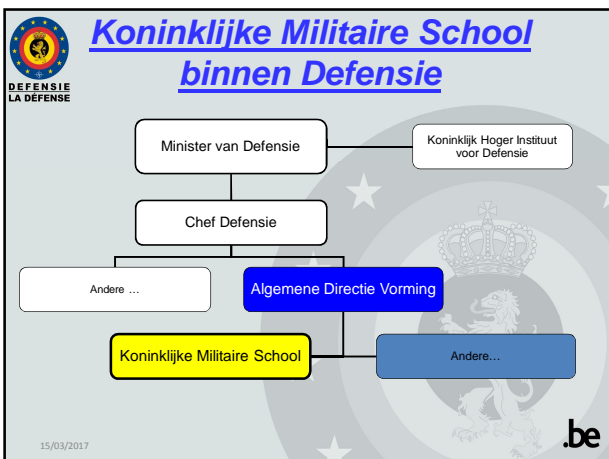 Koninklijke Militaire School
binnen Defensie
DEFENSIE
LA DÉFENSE
Minister van Defensie
Koninklijk Hoger Instituut
voor Defensie
Chef Defensie
Andere …
Algemene Directie Vorming
Koninklijke Militaire School
Andere…
15/03/2017
.be